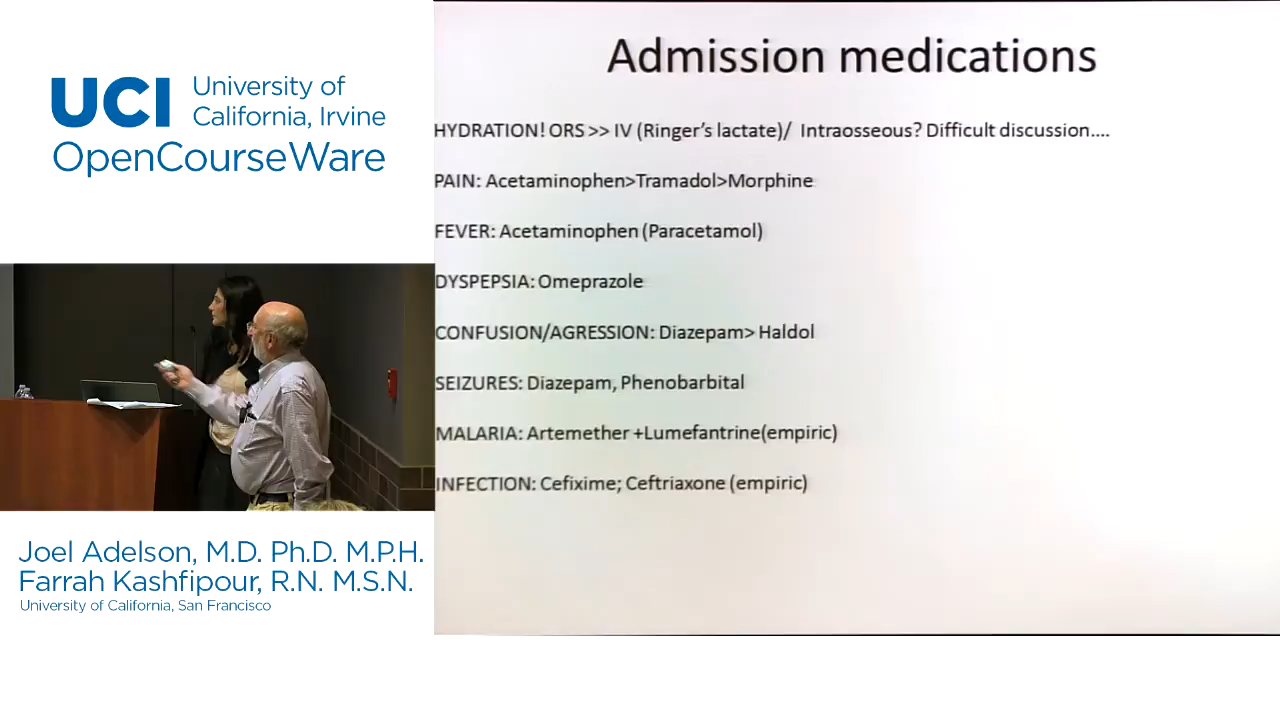 UCI University of
California, Irvine
OpenCourseWare
Joel Adelson, M.D. Ph.D. M.P.H.
Farrah Kashfipour, R.N. M.S.N.
University of California, San Francisco
Admission medications
HYDRATION! ORS >> IV (Ringer's lactate)/ Intraosseous? Difficult discussion....
PAIN: Acetaminophen>Tramadol>Morphine
FEVER: Acetaminophen (Paracetamol)
DYSPEPSIA: Omeprazole
CONFUSION/AGRESSION: Diazepam> Haldol
SEIZURES: Diazepam, Phenobarbital
MALARIA: Artemether +Lumefantrine(empiric)
INFECTION: Cefixime; Ceftriaxone (empiric)